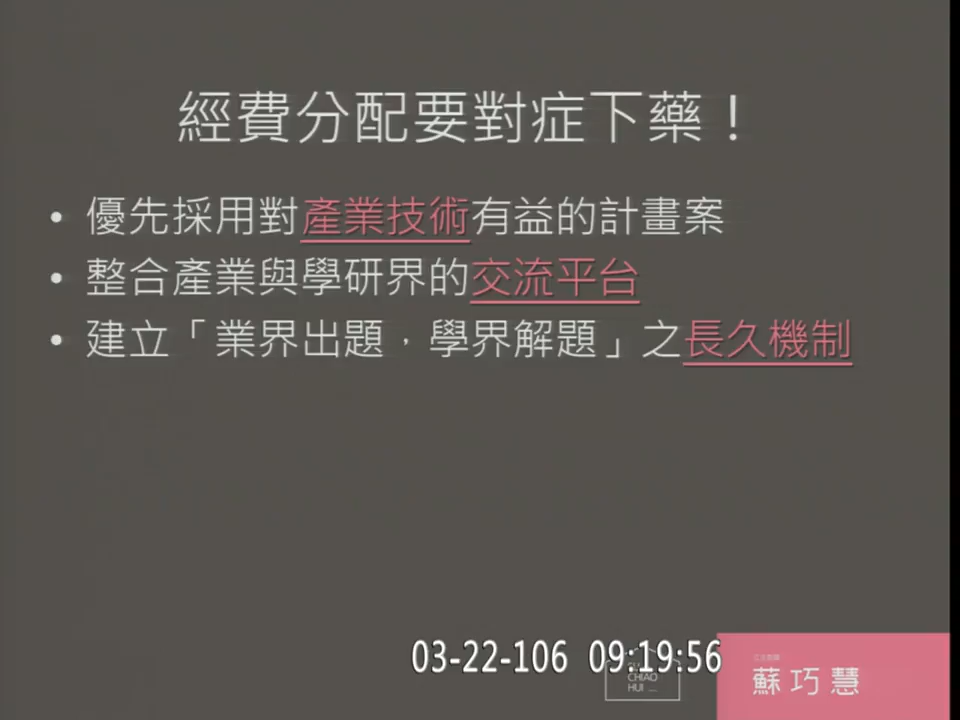 經費分配要對症下藥！
• 優先採用對產業技術有益的計畫案
• 整合產業與學研界的交流平台
• 建立「業界出題，學界解題」之長久機制
03-22-106 09:19:56
CHIAO
HUI
蘇巧慧